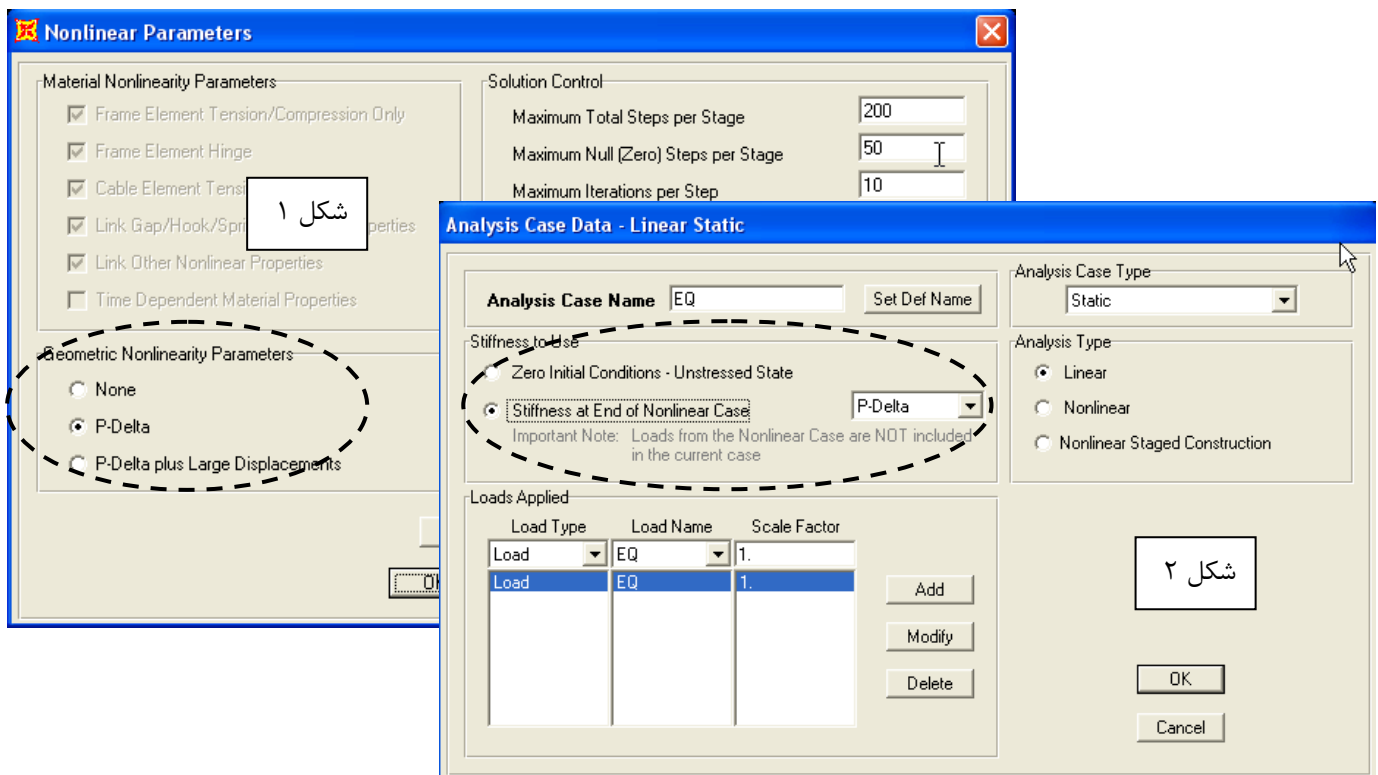 Nonlinear Parameters
Material Nonlinearity Parameters
Frame Element Tension/Compression Only
Frame Element Hinge
Cable Element
Link Gap/Hook/
Link Other Nonlinear Properties
Time Dependent Material Properties
شکل ۱
Geometric Nonlinearity Parameters
None
P-Delta
P-Delta plus Large Displacements
Solution Control
Maximum Total Steps per Stage 200
Maximum Null (Zero) Steps per Stage 50
Maximum Iterations per Step 10
Analysis Case Data - Linear Static
Analysis Case Name EQ Set Def Name
Stiffness to Use
Zero Initial Conditions - Unstressed State
Stiffness at End of Nonlinear Case P-Delta
Important Note: Loads from the Nonlinear Case are NOT included
in the current case
Analysis Case Type
Static
Analysis Type
Linear
Nonlinear
Nonlinear Staged Construction
Loads Applied
Load Type Load Name Scale Factor
Load EQ 1.
Load EQ 1.
Add
Modify
Delete
شکل ۲
OK
Cancel